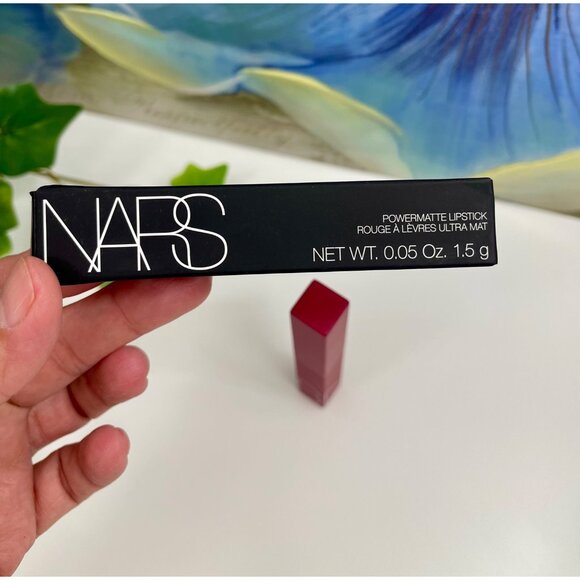 NARS
POWERMATTE LIPSTICK
ROUGE À LÈVRES ULTRA MAT
NET WT. 0.05 Oz. 1.5 g